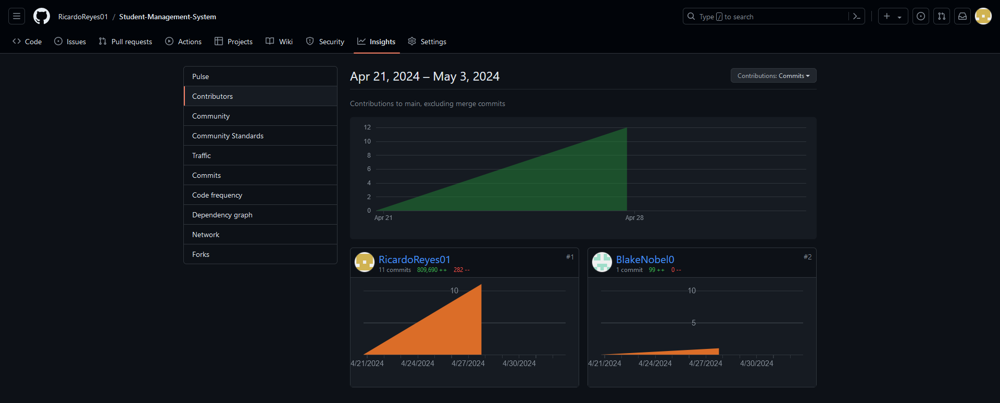 RicardoReyes01 / Student-Management-System
Type / to search
Code Issues Pull requests Actions Projects Wiki Security Insights Settings
Pulse
Contributors
Community
Community Standards
Traffic
Commits
Code frequency
Dependency graph
Network
Forks
Apr 21, 2024 – May 3, 2024
Contributions: Commits
Contributions to main, excluding merge commits
12
10
8
6
4
2
0
Apr 21 Apr 28
RicardoReyes01 #1
11 commits 809,690 ++ 282 --
10
4/21/2024 4/24/2024 4/27/2024 4/30/2024
BlakeNobel0 #2
1 commit 99 ++ 0 --
10
5
4/21/2024 4/24/2024 4/27/2024 4/30/2024